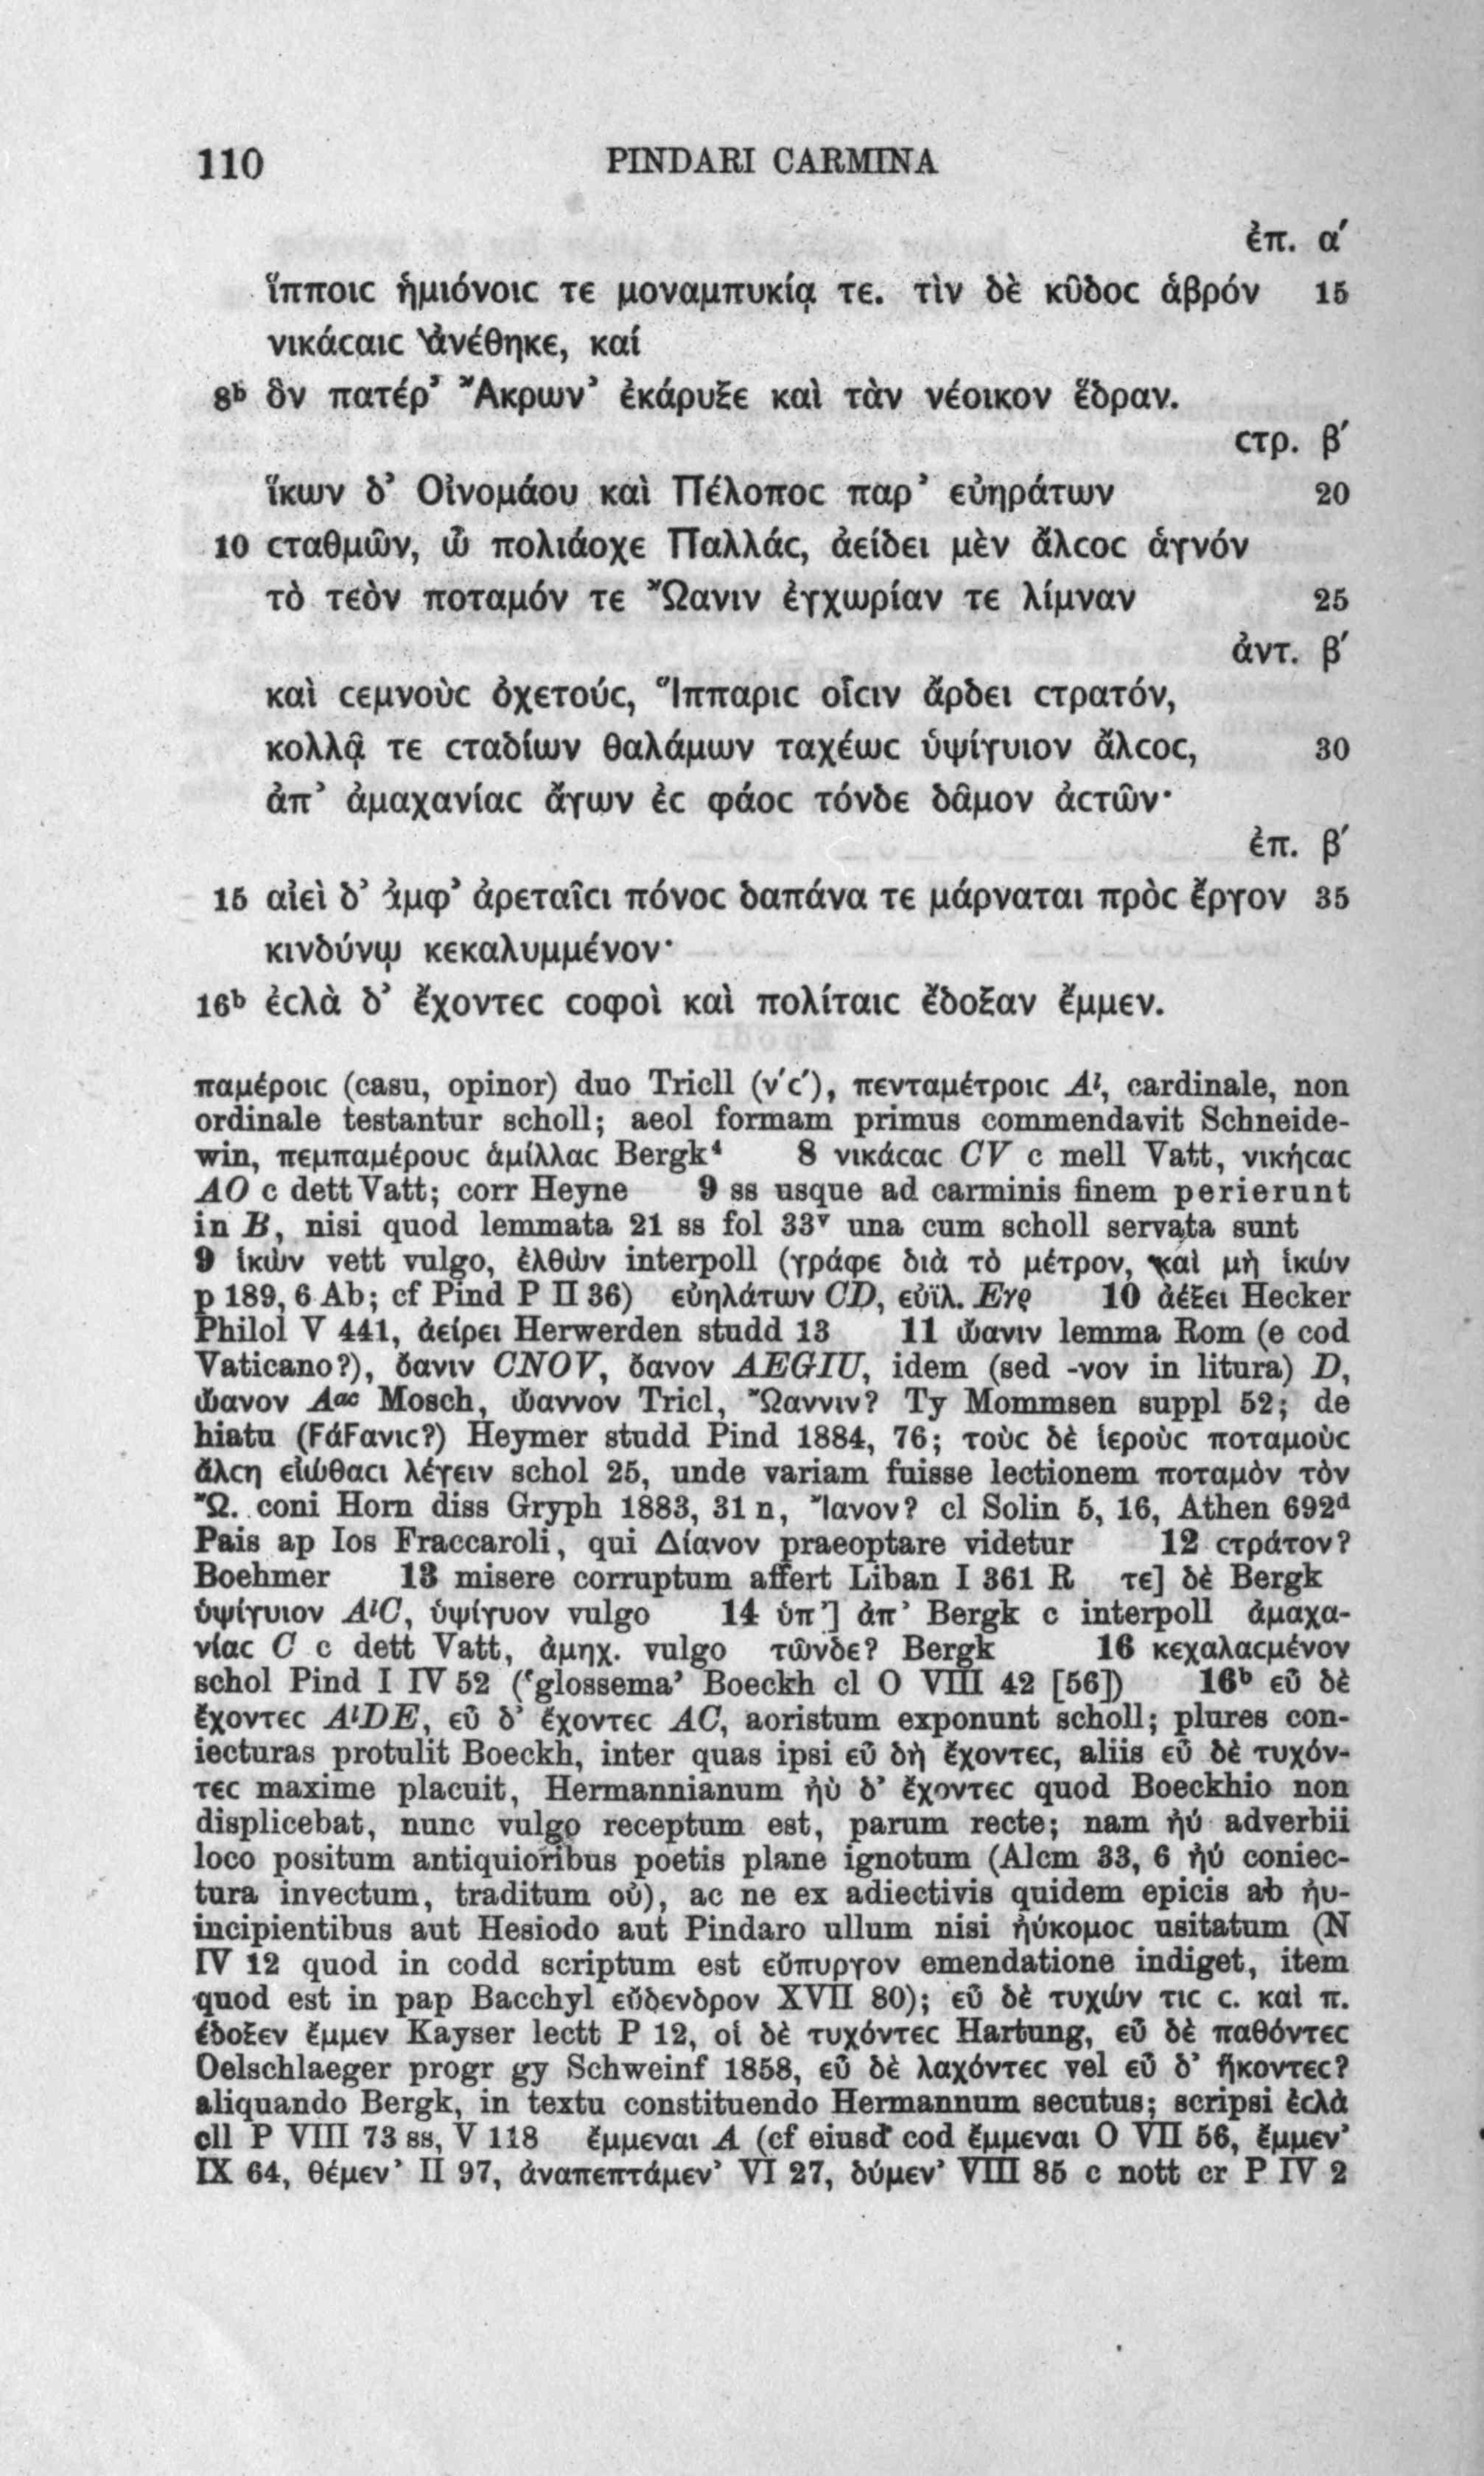 110 PINDARI CARMINA
ἐπ. α΄
ἵπποιϲ ἡμιόνοιϲ τε μοναμπυκίᾳ τε. τὶν δὲ κῦδοϲ ἁβρόν 15
νικάϲαιϲ ἀνέθηκε, καί
8ᵇ ὃν πατέρ’ Ἄκρων’ ἐκάρυξε καὶ τὰν νέοικον ἕδραν.
ϲτρ. β΄
ἵκων δ’ Οἰνομάου καὶ Πέλοποϲ παρ’ εὐηράτων 20
10 ϲταθμῶν, ὦ πολιάοχε Παλλάϲ, ἀείδει μὲν ἄλϲοϲ ἁγνόν
τὸ τεὸν ποταμόν τε Ὤανιν ἐγχωρίαν τε λίμναν 25
ἀντ. β΄
καὶ ϲεμνοὺϲ ὀχετούϲ, Ἵππαριϲ οἷϲιν ἄρδει ϲτρατόν,
κολλᾷ τε ϲταδίων θαλάμων ταχέωϲ ὑψίγυιον ἄλϲοϲ, 30
ἀπ’ ἀμαχανίαϲ ἄγων ἐϲ φάοϲ τόνδε δᾶμον ἀϲτῶν·
ἐπ. β΄
15 αἰεὶ δ’ ἀμφ’ ἀρεταῖϲι πόνοϲ δαπάνα τε μάρναται πρὸϲ ἔργον 35
κινδύνῳ κεκαλυμμένον·
16ᵇ ἐϲλὰ δ’ ἔχοντεϲ ϲοφοὶ καὶ πολίταιϲ ἔδοξαν ἔμμεν.
παμέροιϲ (casu, opinor) duo Tricll (ν΄ϲ΄), πενταμέτροιϲ Aˡ, cardinale, non
ordinale testantur scholl; aeol formam primus commendavit Schneide-
win, πεμπαμέρουϲ ἁμίλλαϲ Bergk⁴ 8 νικάϲαϲ CV c mell Vatt, νικήϲαϲ
AO c dett Vatt; corr Heyne 9 ss usque ad carminis finem perierunt
in B, nisi quod lemmata 21 ss fol 33ᵛ una cum scholl servata sunt
9 ἱκὼν vett vulgo, ἐλθὼν interpoll (γράφε διὰ τὸ μέτρον, καὶ μὴ ἱκών
p 189, 6 Ab; cf Pind P II 36) εὐηλάτων CD, εὐϊλ. Eγρ 10 ἀέξει Hecker
Philol V 441, ἀείρει Herwerden studd 13 11 ὤανιν lemma Rom (e cod
Vaticano?), ὄανιν CNOV, ὄανον AEGIU, idem (sed -νον in litura) D,
ὤανον Aᵃᶜ Mosch, ὤαννον Tricl, Ὤαννιν? Ty Mommsen suppl 52; de
hiatu (ϜάϜανιϲ?) Heymer studd Pind 1884, 76; τοὺϲ δὲ ἱεροὺϲ ποταμοὺϲ
ἄλϲη εἰώθαϲι λέγειν schol 25, unde variam fuisse lectionem ποταμὸν τὸν
Ὤ. coni Horn diss Gryph 1883, 31 n, Ἴανον? cl Solin 5, 16, Athen 692ᵈ
Pais ap Ios Fraccaroli, qui Δίανον praeoptare videtur 12 ϲτράτον?
Boehmer 13 misere corruptum affert Liban I 361 R τε] δὲ Bergk
ὑψίγυιον AˡC, ὑψίγυον vulgo 14 ὑπ’] ἀπ’ Bergk c interpoll ἀμαχα-
νίαϲ C c dett Vatt, ἀμηχ. vulgo τῶνδε? Bergk 16 κεχαλαϲμένον
schol Pind I IV 52 (‘glossema’ Boeckh cl O VIII 42 [56]) 16ᵇ εὖ δὲ
ἔχοντεϲ AˡDE, εὖ δ’ ἔχοντεϲ AC, aoristum exponunt scholl; plures con-
iecturas protulit Boeckh, inter quas ipsi εὖ δὴ ἔχοντεϲ, aliis εὖ δὲ τυχόν-
τεϲ maxime placuit, Hermannianum ἠὺ δ’ ἔχοντεϲ quod Boeckhio non
displicebat, nunc vulgo receptum est, parum recte; nam ἠύ adverbii
loco positum antiquioribus poetis plane ignotum (Alcm 33, 6 ἠύ coniec-
tura invectum, traditum οὐ), ac ne ex adiectivis quidem epicis ab ἠυ-
incipientibus aut Hesiodo aut Pindaro ullum nisi ἠύκομοϲ usitatum (N
IV 12 quod in codd scriptum est εὔπυργον emendatione indiget, item
quod est in pap Bacchyl εὔδενδρον XVII 80); εὖ δὲ τυχών τιϲ ϲ. καὶ π.
ἔδοξεν ἔμμεν Kayser lectt P 12, οἱ δὲ τυχόντεϲ Hartung, εὖ δὲ παθόντεϲ
Oelschlaeger progr gy Schweinf 1858, εὖ δὲ λαχόντεϲ vel εὖ δ’ ἥκοντεϲ?
aliquando Bergk, in textu constituendo Hermannum secutus; scripsi ἐϲλὰ
cll P VIII 73 ss, V 118 ἔμμεναι A (cf eiusd cod ἔμμεναι O VII 56, ἔμμεν’
IX 64, θέμεν’ II 97, ἀναπεπτάμεν’ VI 27, δύμεν’ VIII 85 c nott cr P IV 2